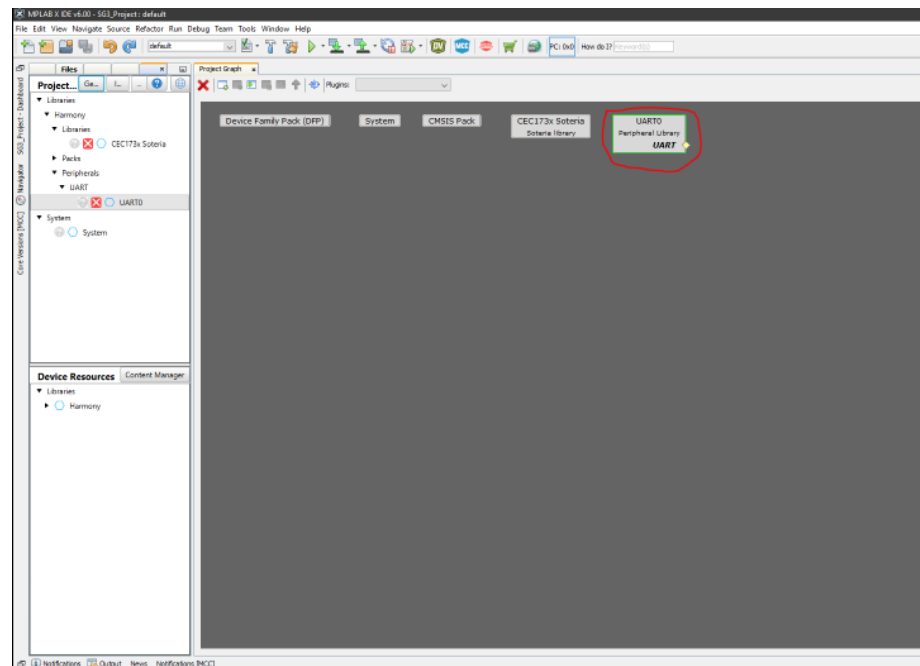 MPLAB X IDE v6.00 - SG3_Project : default
File Edit View Navigate Source Refactor Run Debug Team Tools Window Help
default
PC: 0x0 How do I? Keyword(s)
Files
Project Graph
Project... Ge... I... ...
Plugins:
Libraries
Harmony
Libraries
CEC173x Soteria
Packs
Peripherals
UART
UART0
System
System
SG3_Project - Dashboard
Navigator
Core Versions [MCC]
Device Family Pack (DFP)
System
CMSIS Pack
CEC173x Soteria
Soteria library
UART0
Peripheral Library
UART
Device Resources Content Manager
Libraries
Harmony
Notifications Output News Notifications [MCC]